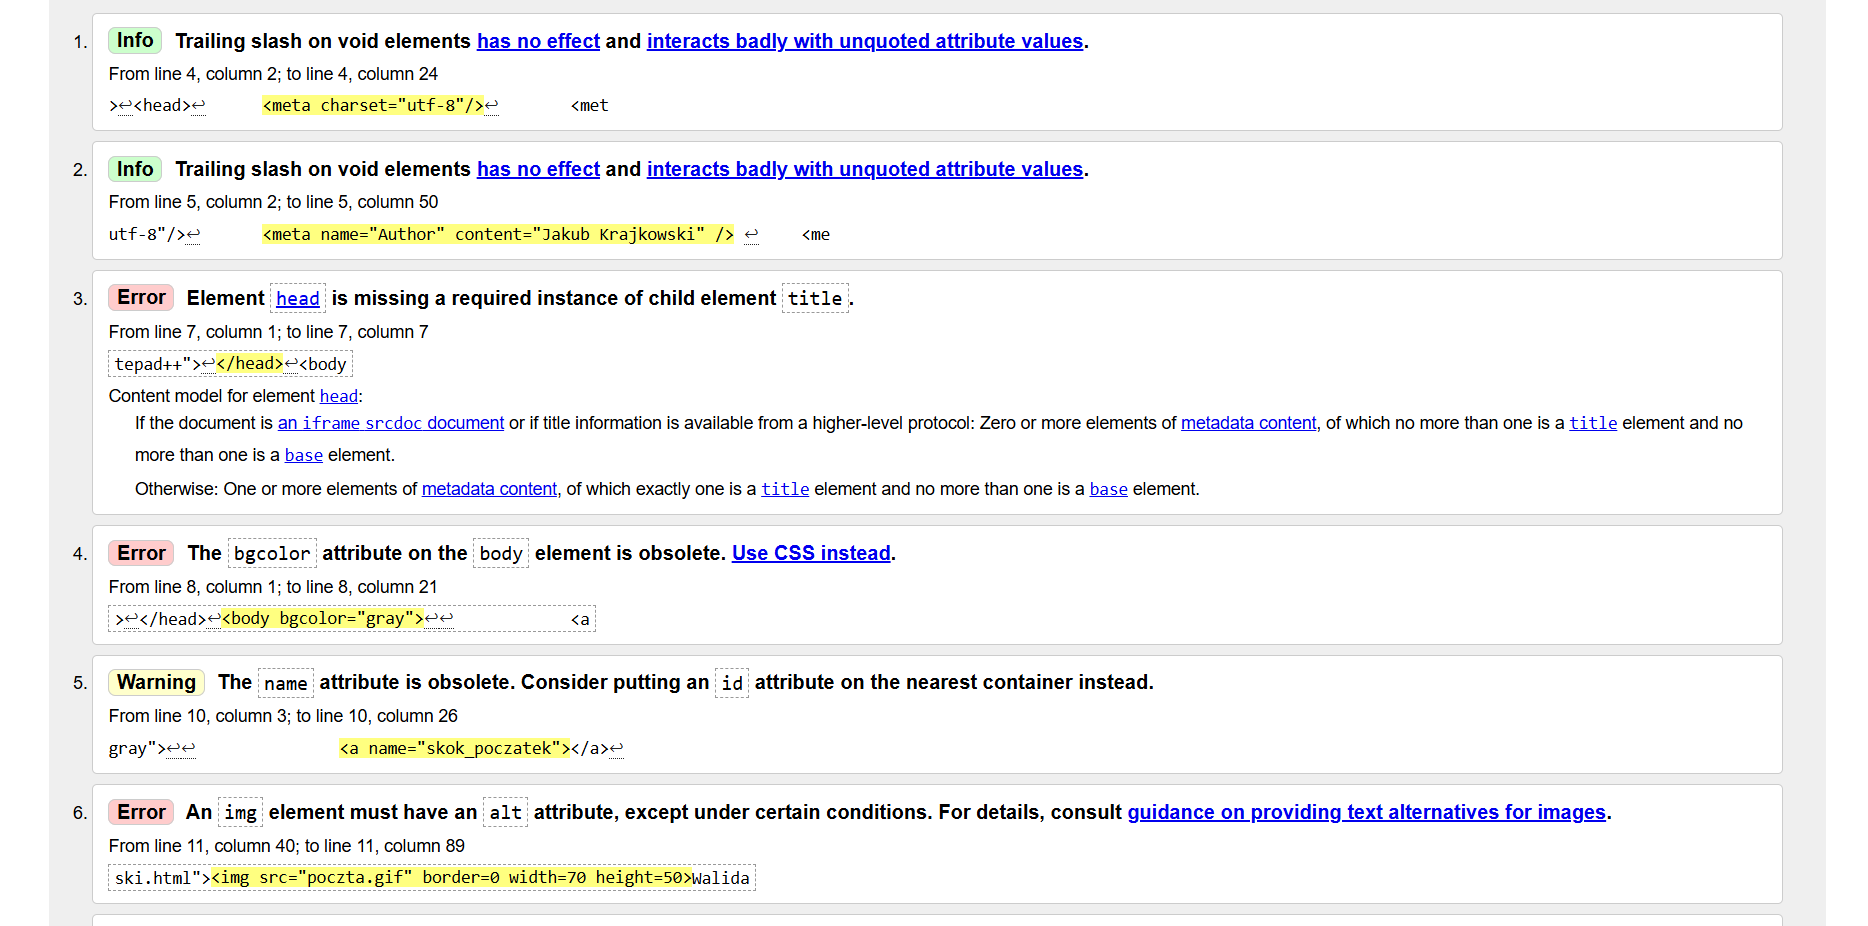 1. Info Trailing slash on void elements has no effect and interacts badly with unquoted attribute values.
From line 4, column 2; to line 4, column 24
>↩<head>↩ <meta charset="utf-8"/>↩ <met
2. Info Trailing slash on void elements has no effect and interacts badly with unquoted attribute values.
From line 5, column 2; to line 5, column 50
utf-8"/>↩ <meta name="Author" content="Jakub Krajkowski" /> ↩ <me
3. Error Element head is missing a required instance of child element title.
From line 7, column 1; to line 7, column 7
tepad++">↩</head>↩<body
Content model for element head:
If the document is an iframe srcdoc document or if title information is available from a higher-level protocol: Zero or more elements of metadata content, of which no more than one is a title element and no
more than one is a base element.
Otherwise: One or more elements of metadata content, of which exactly one is a title element and no more than one is a base element.
4. Error The bgcolor attribute on the body element is obsolete. Use CSS instead.
From line 8, column 1; to line 8, column 21
>↩</head>↩<body bgcolor="gray">↩↩ <a
5. Warning The name attribute is obsolete. Consider putting an id attribute on the nearest container instead.
From line 10, column 3; to line 10, column 26
gray">↩↩ <a name="skok_poczatek"></a>↩
6. Error An img element must have an alt attribute, except under certain conditions. For details, consult guidance on providing text alternatives for images.
From line 11, column 40; to line 11, column 89
ski.html"><img src="poczta.gif" border=0 width=70 height=50>Walida